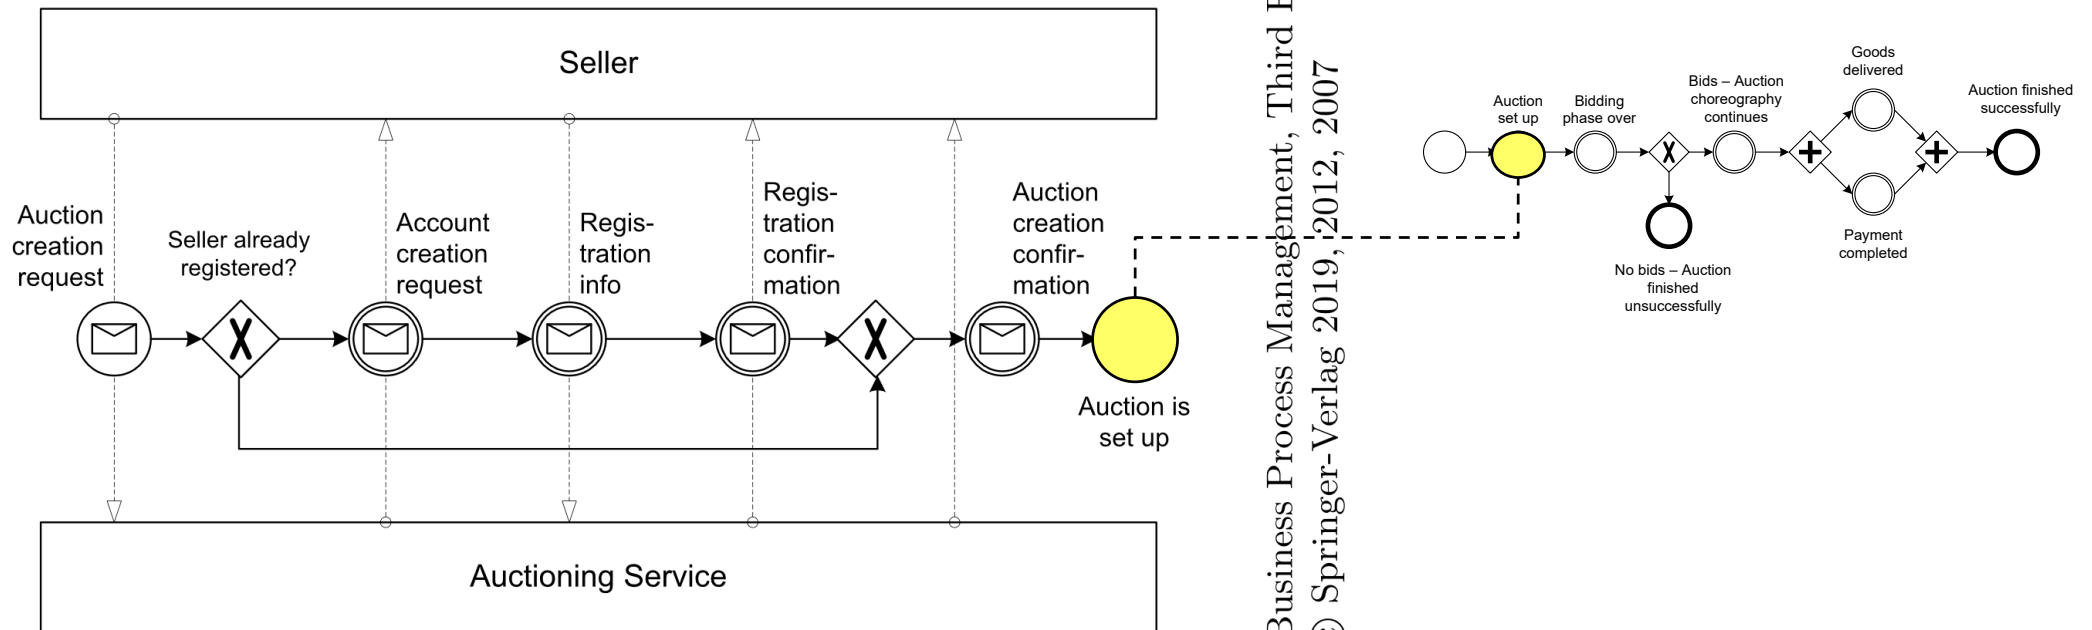 Seller
Auction
creation
request
Seller already
registered?
Account
creation
request
Regis-
tration
info
Regis-
tration
confir-
mation
Auction
creation
confir-
mation
Auction is
set up
Auctioning Service
Business Process Management, Third
© Springer-Verlag 2019, 2012, 2007
Auction
set up
Bidding
phase over
Bids – Auction
choreography
continues
Goods
delivered
Auction finished
successfully
Payment
completed
No bids – Auction
finished
unsuccessfully